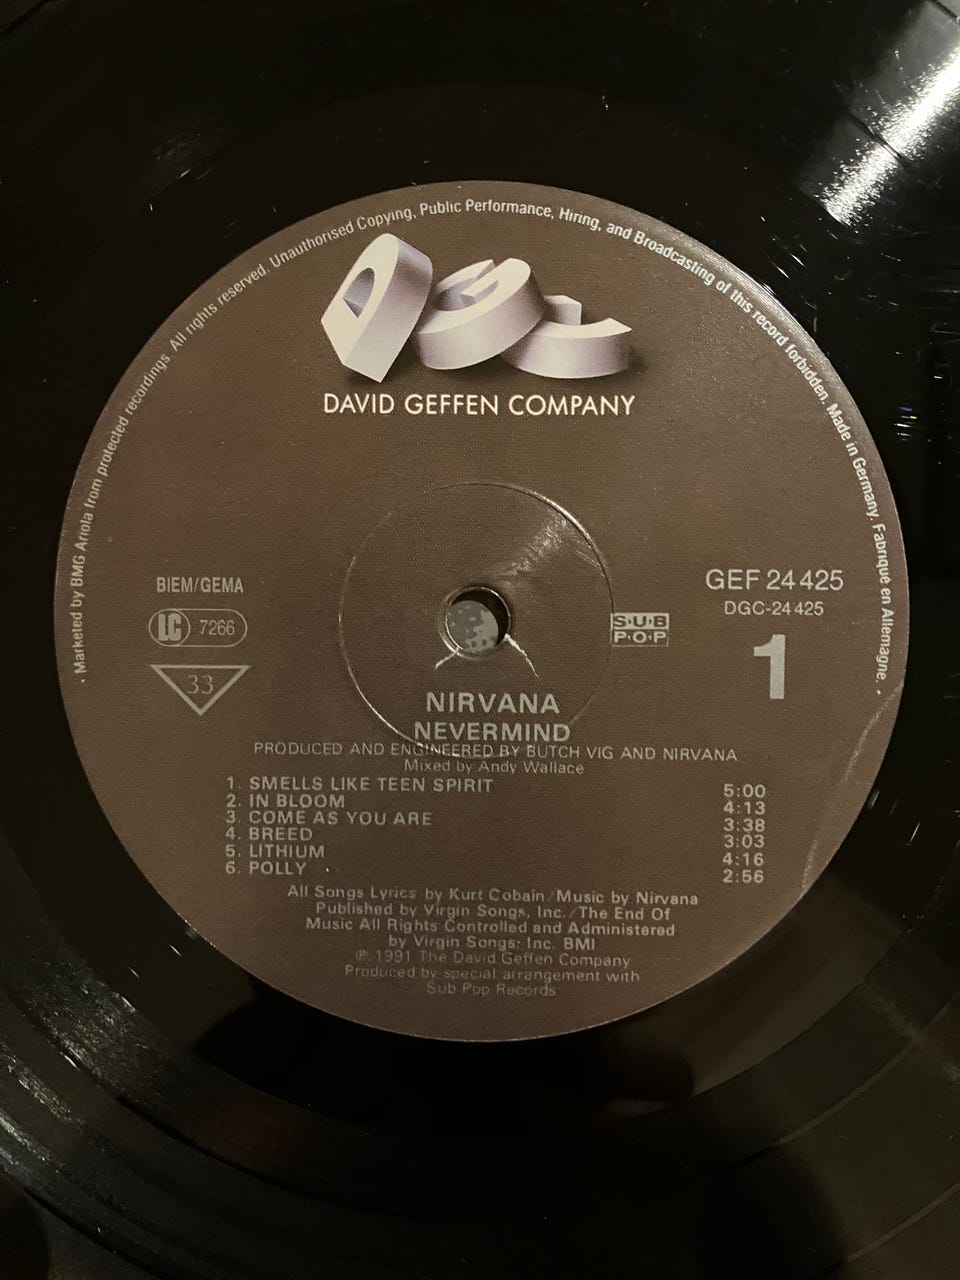 · Marketed by BMG Ariola from protected recordings. All rights reserved. Unauthorised Copying, Public Performance, Hiring, and Broadcasting of this record forbidden. Made in Germany. Fabriqué en Allemagne. ·
DGC
DAVID GEFFEN COMPANY
BIEM/GEMA
LC 7266
33
GEF 24425
DGC-24425
SUB
POP
1
NIRVANA
NEVERMIND
PRODUCED AND ENGINEERED BY BUTCH VIG AND NIRVANA
Mixed by Andy Wallace
1. SMELLS LIKE TEEN SPIRIT 5:00
2. IN BLOOM 4:13
3. COME AS YOU ARE 3:38
4. BREED 3:03
5. LITHIUM 4:16
6. POLLY 2:56
All Songs Lyrics by Kurt Cobain/Music by Nirvana
Published by Virgin Songs, Inc./The End Of
Music All Rights Controlled and Administered
by Virgin Songs; Inc. BMI
℗ 1991 The David Geffen Company
Produced by special arrangement with
Sub Pop Records